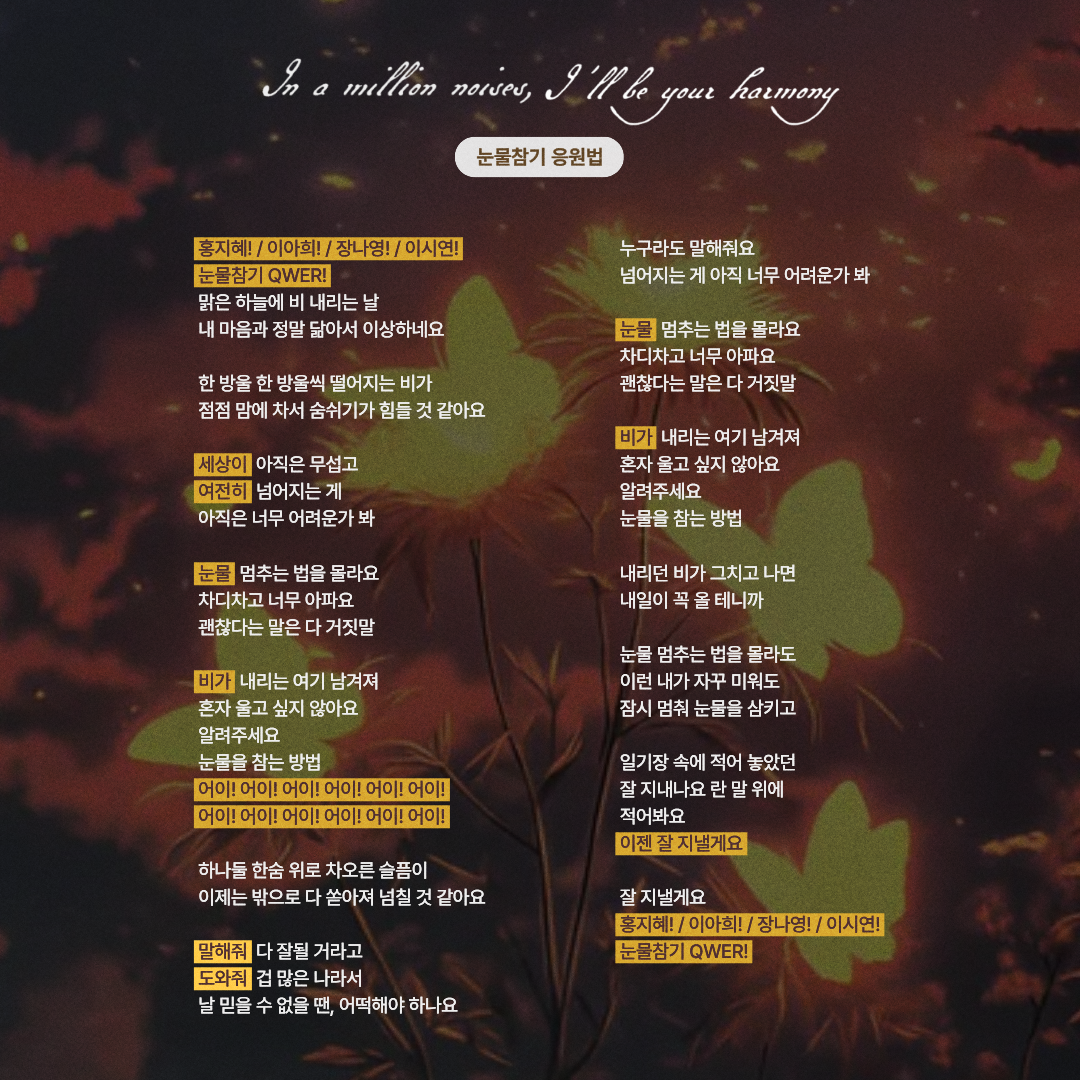 In a million noises, I'll be your harmony
눈물참기 응원법
홍지혜! / 이아희! / 장나영! / 이시연!
눈물참기 QWER!
맑은 하늘에 비 내리는 날
내 마음과 정말 닮아서 이상하네요
한 방울 한 방울씩 떨어지는 비가
점점 맘에 차서 숨쉬기가 힘들 것 같아요
세상이 아직은 무섭고
여전히 넘어지는 게
아직은 너무 어려운가 봐
눈물 멈추는 법을 몰라요
차디차고 너무 아파요
괜찮다는 말은 다 거짓말
비가 내리는 여기 남겨져
혼자 울고 싶지 않아요
알려주세요
눈물을 참는 방법
어이! 어이! 어이! 어이! 어이! 어이!
어이! 어이! 어이! 어이! 어이! 어이!
하나둘 한숨 위로 차오른 슬픔이
이제는 밖으로 다 쏟아져 넘칠 것 같아요
말해줘 다 잘될 거라고
도와줘 겁 많은 나라서
날 믿을 수 없을 땐, 어떡해야 하나요
누구라도 말해줘요
넘어지는 게 아직 너무 어려운가 봐
눈물 멈추는 법을 몰라요
차디차고 너무 아파요
괜찮다는 말은 다 거짓말
비가 내리는 여기 남겨져
혼자 울고 싶지 않아요
알려주세요
눈물을 참는 방법
내리던 비가 그치고 나면
내일이 꼭 올 테니까
눈물 멈추는 법을 몰라도
이런 내가 자꾸 미워도
잠시 멈춰 눈물을 삼키고
일기장 속에 적어 놓았던
잘 지내나요 란 말 위에
적어봐요
이젠 잘 지낼게요
잘 지낼게요
홍지혜! / 이아희! / 장나영! / 이시연!
눈물참기 QWER!